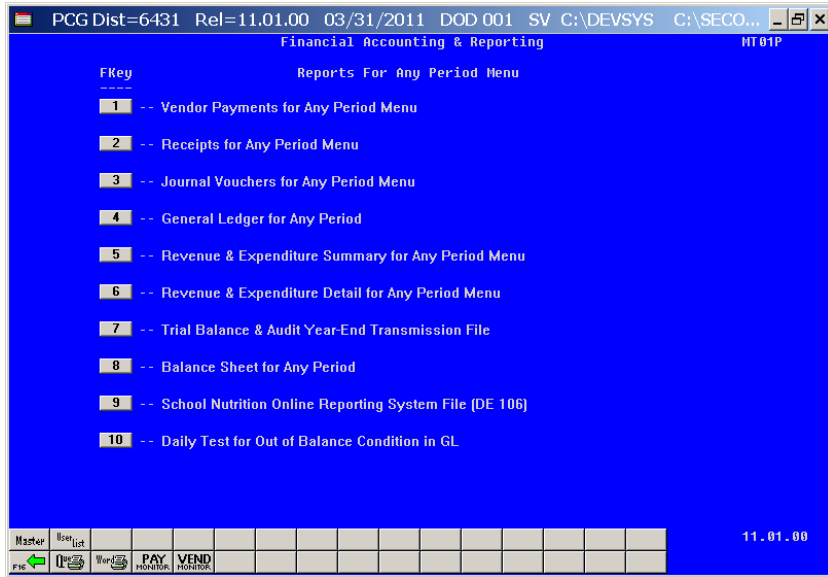 PCG Dist=6431 Rel=11.01.00 03/31/2011 DOD 001 SV C:\DEVSYS C:\SECO...
Financial Accounting & Reporting MT01P
FKey Reports For Any Period Menu
----
1 -- Vendor Payments for Any Period Menu
2 -- Receipts for Any Period Menu
3 -- Journal Vouchers for Any Period Menu
4 -- General Ledger for Any Period
5 -- Revenue & Expenditure Summary for Any Period Menu
6 -- Revenue & Expenditure Detail for Any Period Menu
7 -- Trial Balance & Audit Year-End Transmission File
8 -- Balance Sheet for Any Period
9 -- School Nutrition Online Reporting System File (DE 106)
10 -- Daily Test for Out of Balance Condition in GL
Master User list 11.01.00
F16 Que Word PAY MONITOR VEND MONITOR